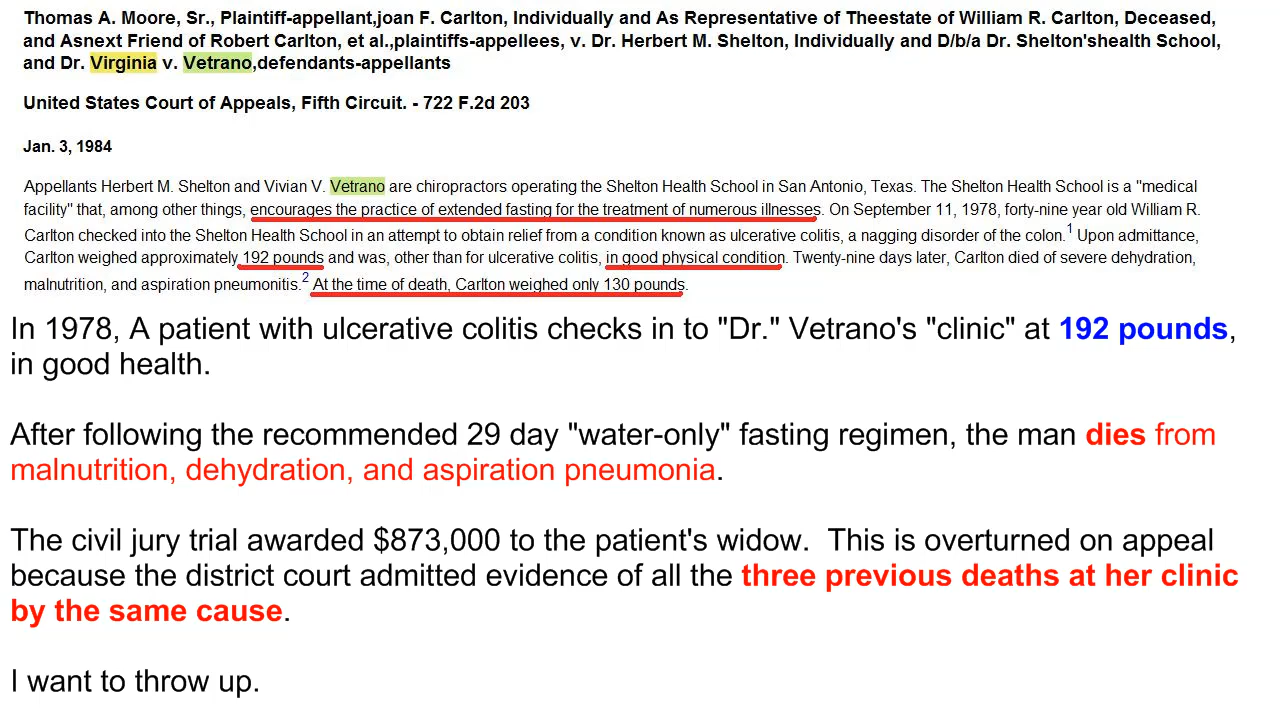 Thomas A. Moore, Sr., Plaintiff-appellant,joan F. Carlton, Individually and As Representative of Theestate of William R. Carlton, Deceased,
and Asnext Friend of Robert Carlton, et al.,plaintiffs-appellees, v. Dr. Herbert M. Shelton, Individually and D/b/a Dr. Shelton'shealth School,
and Dr. Virginia v. Vetrano,defendants-appellants
United States Court of Appeals, Fifth Circuit. - 722 F.2d 203
Jan. 3, 1984
Appellants Herbert M. Shelton and Vivian V. Vetrano are chiropractors operating the Shelton Health School in San Antonio, Texas. The Shelton Health School is a "medical
facility" that, among other things, encourages the practice of extended fasting for the treatment of numerous illnesses. On September 11, 1978, forty-nine year old William R.
Carlton checked into the Shelton Health School in an attempt to obtain relief from a condition known as ulcerative colitis, a nagging disorder of the colon.1 Upon admittance,
Carlton weighed approximately 192 pounds and was, other than for ulcerative colitis, in good physical condition. Twenty-nine days later, Carlton died of severe dehydration,
malnutrition, and aspiration pneumonitis.2 At the time of death, Carlton weighed only 130 pounds.
In 1978, A patient with ulcerative colitis checks in to "Dr." Vetrano's "clinic" at 192 pounds,
in good health.
After following the recommended 29 day "water-only" fasting regimen, the man dies from
malnutrition, dehydration, and aspiration pneumonia.
The civil jury trial awarded $873,000 to the patient's widow.  This is overturned on appeal
because the district court admitted evidence of all the three previous deaths at her clinic
by the same cause.
I want to throw up.